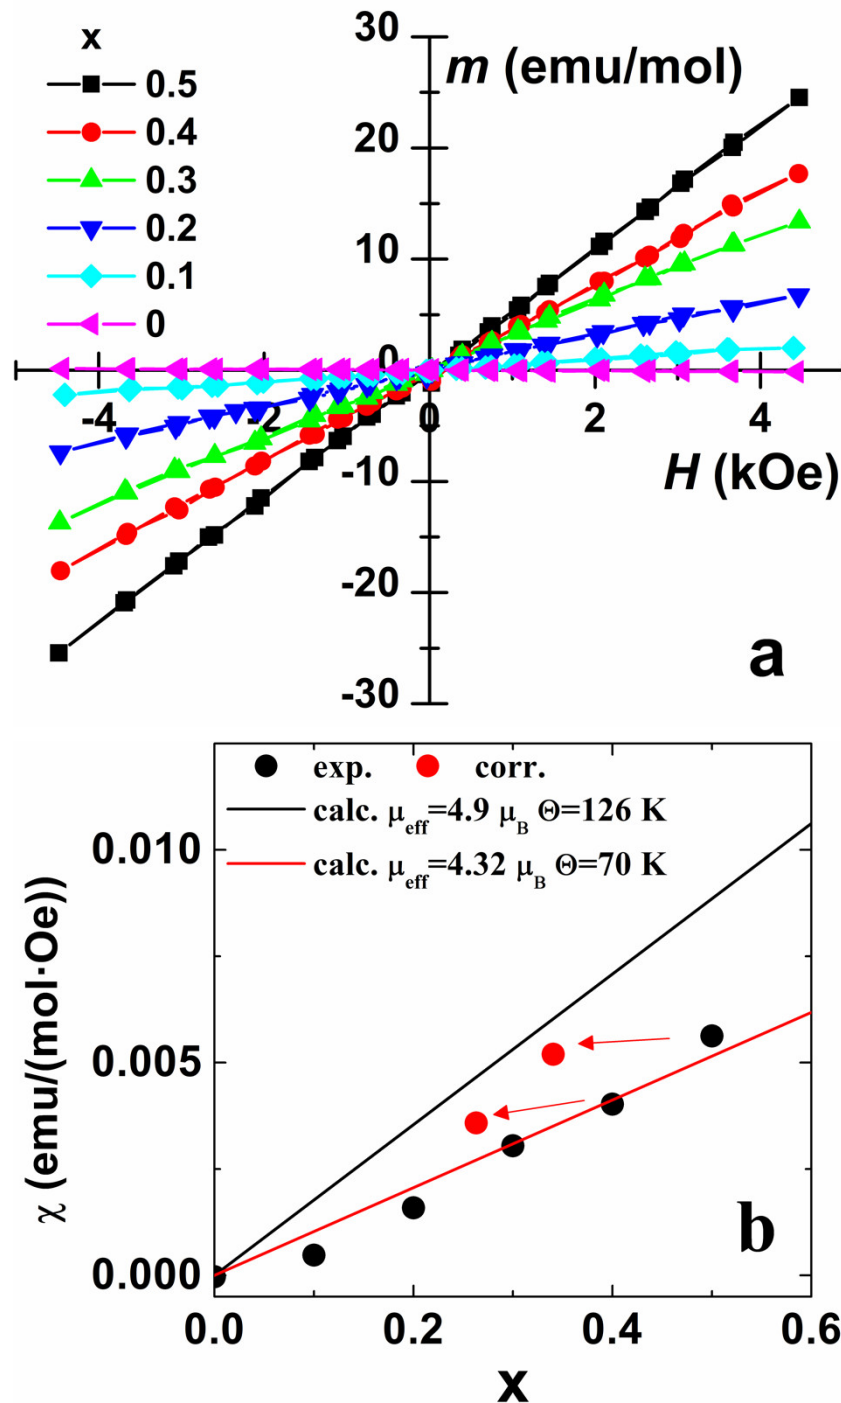 x
0.5
0.4
0.3
0.2
0.1
0
m (emu/mol)
30
20
10
0
-4 -2 0 2 4
H (kOe)
-10
-20
-30
a
exp. corr.
calc. μeff=4.9 μB Θ=126 K
calc. μeff=4.32 μB Θ=70 K
χ (emu/(mol·Oe))
0.010
0.005
0.000
b
0.0 0.2 0.4 0.6
x